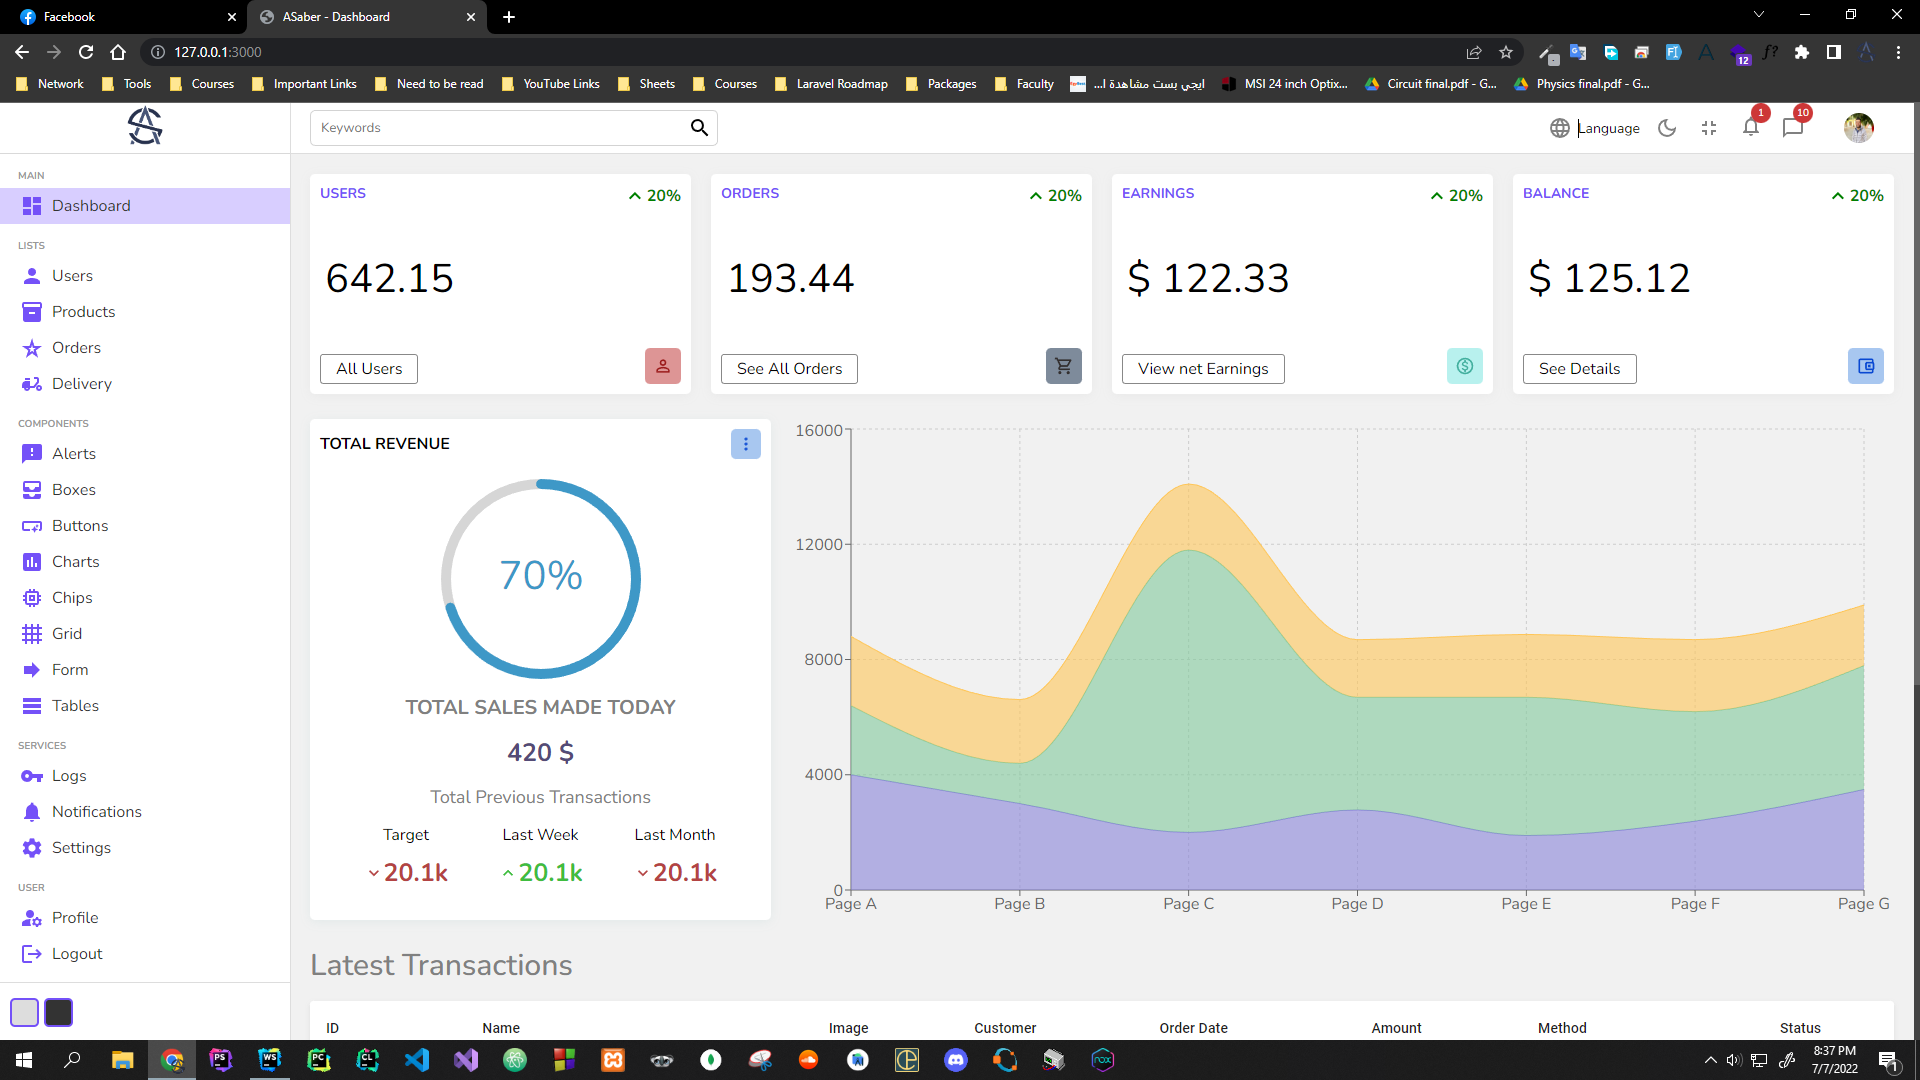 Facebook
ASaber - Dashboard
127.0.0.1:3000
12
Network
Tools
Courses
Important Links
Need to be read
YouTube Links
Sheets
Courses
Laravel Roadmap
Packages
Faculty
ايجي بست مشاهدة ا...
MSI 24 inch Optix...
Circuit final.pdf - G...
Physics final.pdf - G...
Keywords
Language
1
10
MAIN
Dashboard
LISTS
Users
Products
Orders
Delivery
COMPONENTS
Alerts
Boxes
Buttons
Charts
Chips
Grid
Form
Tables
SERVICES
Logs
Notifications
Settings
USER
Profile
Logout
USERS
20%
642.15
All Users
ORDERS
20%
193.44
See All Orders
EARNINGS
20%
$ 122.33
View net Earnings
BALANCE
20%
$ 125.12
See Details
TOTAL REVENUE
70%
TOTAL SALES MADE TODAY
420 $
Total Previous Transactions
Target
Last Week
Last Month
20.1k
20.1k
20.1k
16000
12000
8000
4000
0
Page A
Page B
Page C
Page D
Page E
Page F
Page G
Latest Transactions
ID
Name
Image
Customer
Order Date
Amount
Method
Status
8:37 PM
7/7/2022
1